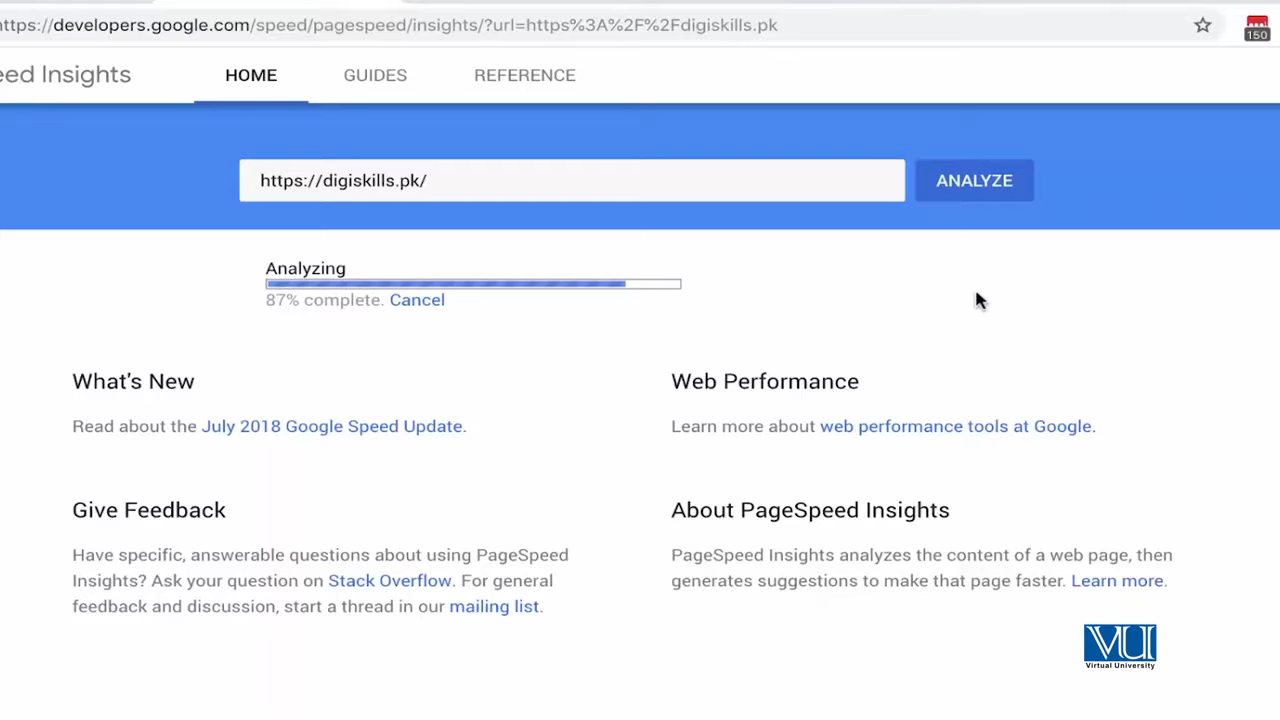 ttps://developers.google.com/speed/pagespeed/insights/?url=https%3A%2F%2Fdigiskills.pk
150
eed Insights
HOME
GUIDES
REFERENCE
https://digiskills.pk/
ANALYZE
Analyzing
87% complete. Cancel
What's New
Read about the July 2018 Google Speed Update.
Web Performance
Learn more about web performance tools at Google.
Give Feedback
Have specific, answerable questions about using PageSpeed
Insights? Ask your question on Stack Overflow. For general
feedback and discussion, start a thread in our mailing list.
About PageSpeed Insights
PageSpeed Insights analyzes the content of a web page, then
generates suggestions to make that page faster. Learn more.
VU
Virtual University